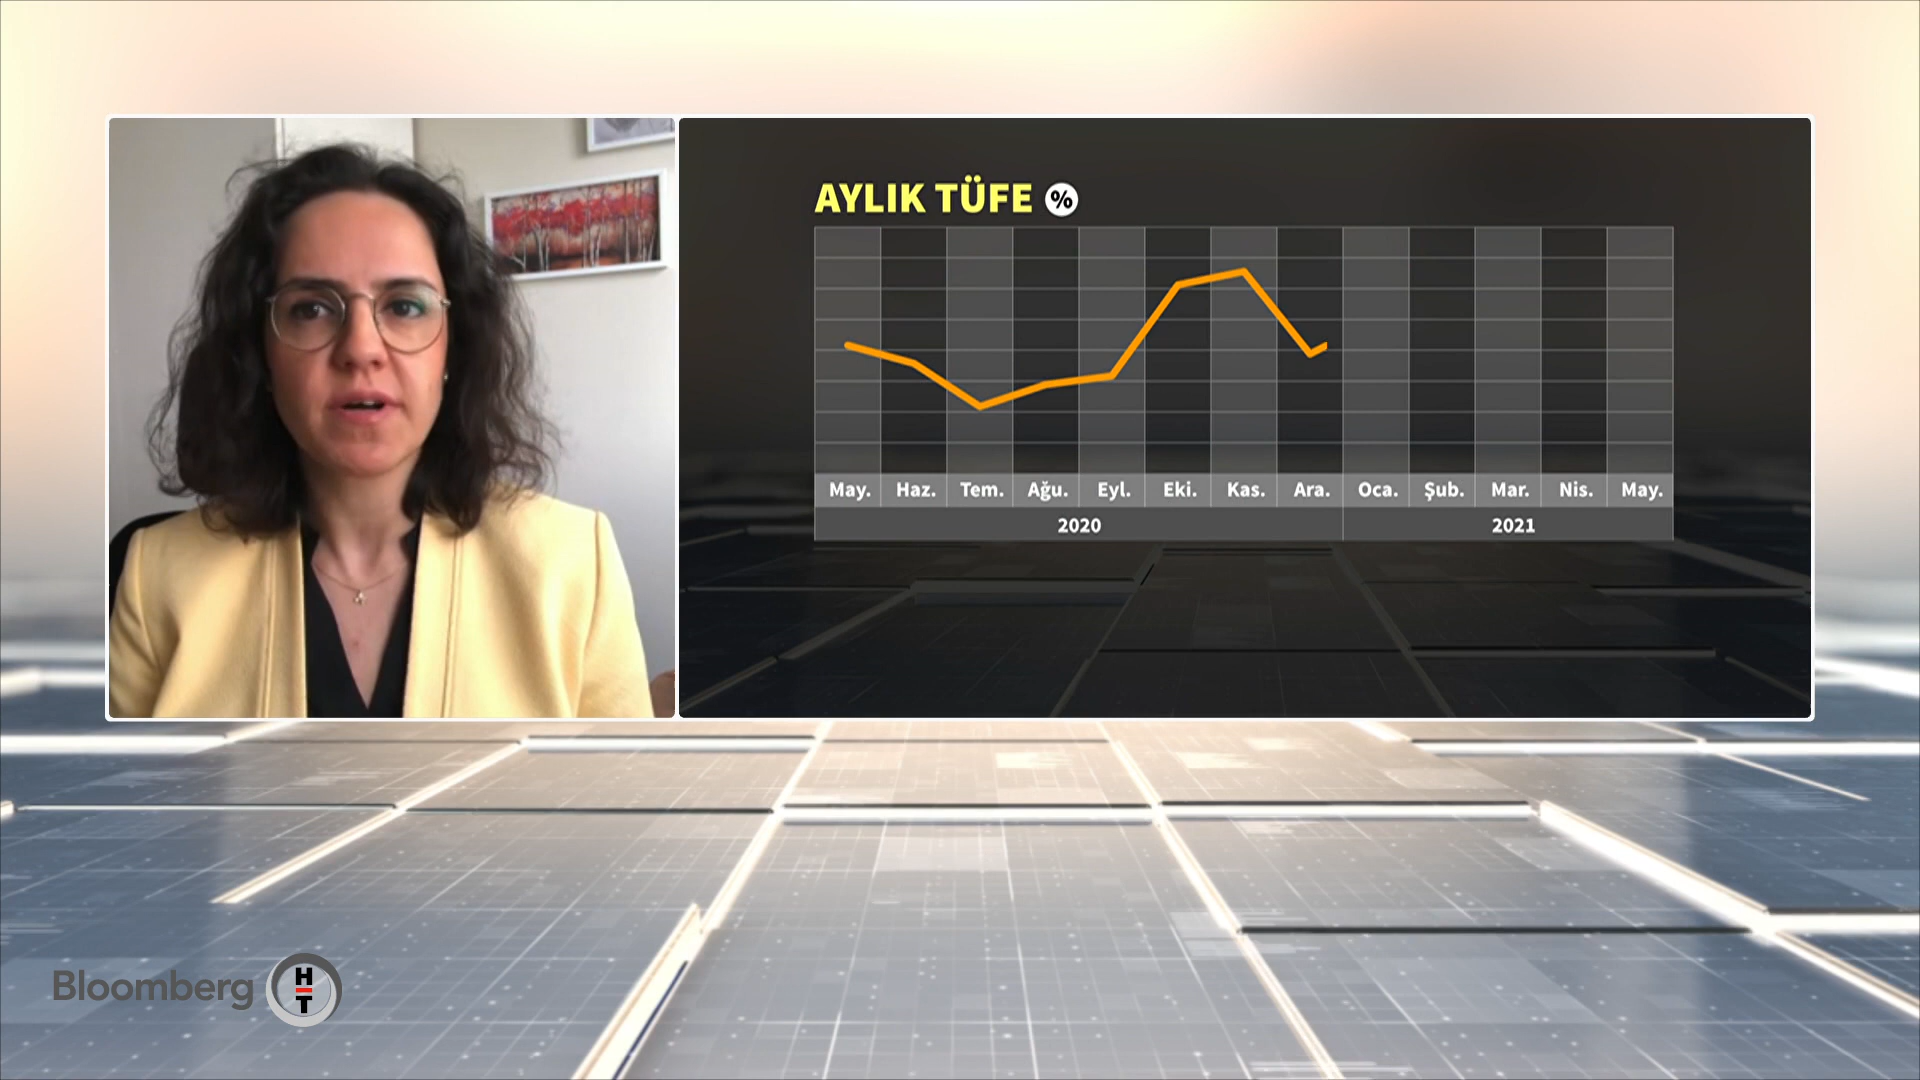 AYLIK TÜFE %
May. Haz. Tem. Ağu. Eyl. Eki. Kas. Ara. Oca. Şub. Mar. Nis. May.
2020 2021
Bloomberg HT